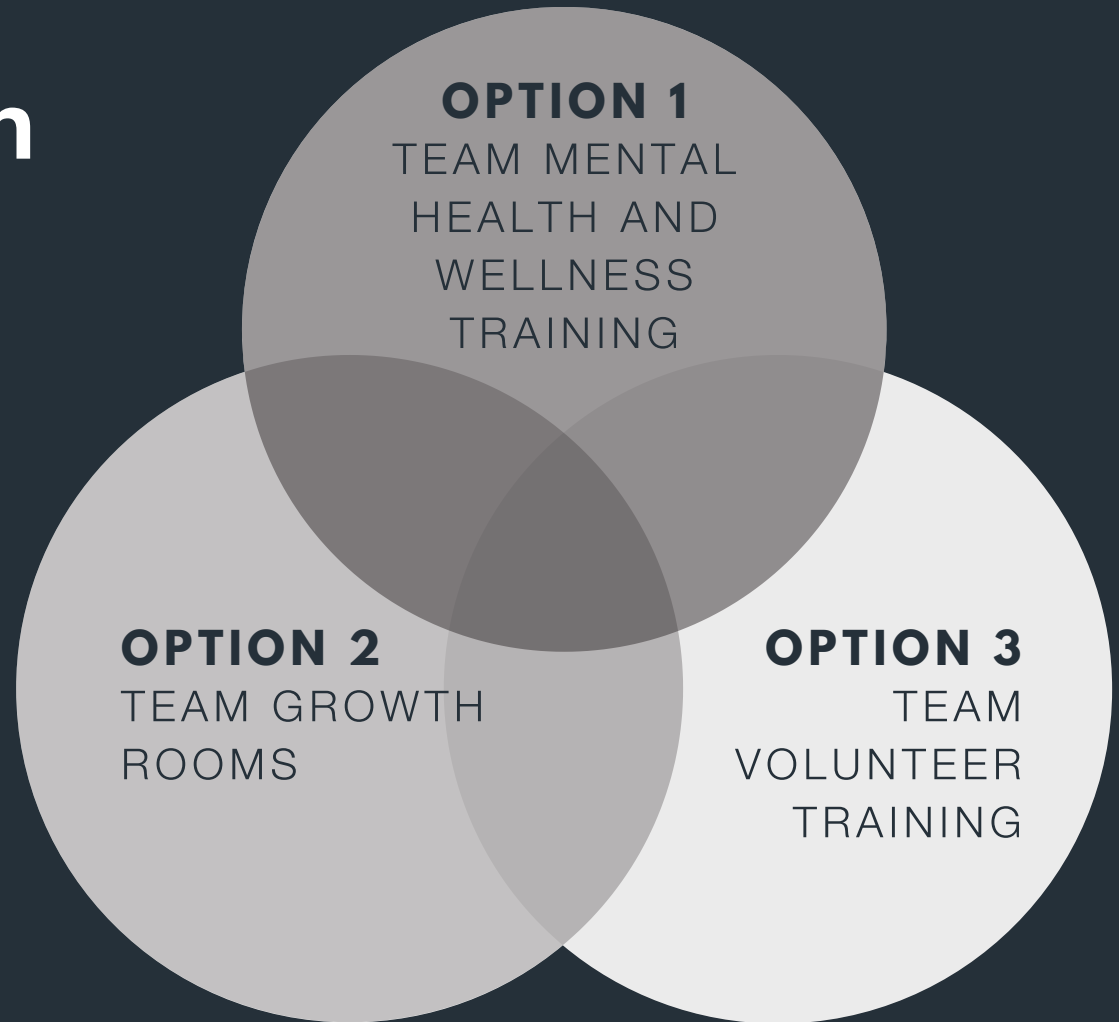 OPTION 1
TEAM MENTAL
HEALTH AND
WELLNESS
TRAINING
OPTION 2
TEAM GROWTH
ROOMS
OPTION 3
TEAM
VOLUNTEER
TRAINING